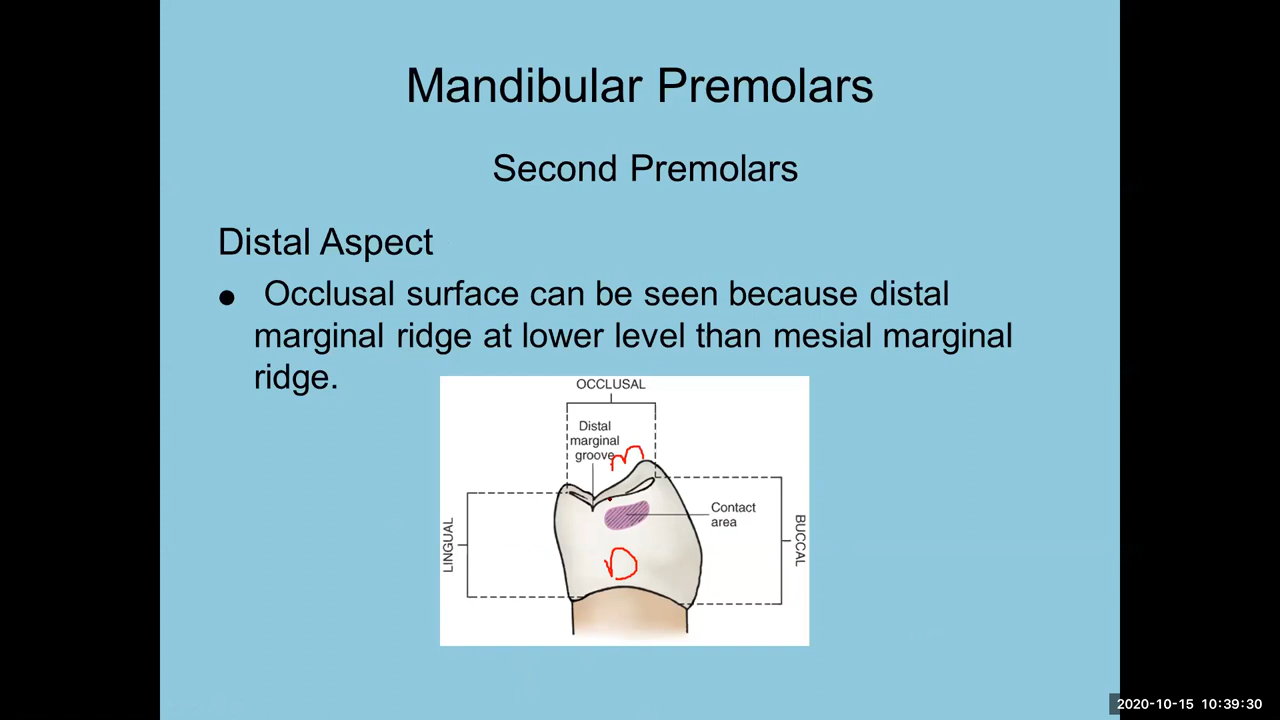 Mandibular Premolars
Second Premolars
Distal Aspect
● Occlusal surface can be seen because distal
marginal ridge at lower level than mesial marginal
ridge.
OCCLUSAL
Distal
marginal
groove
m
Contact
area
LINGUAL
BUCCAL
D
2020-10-15 10:39:30